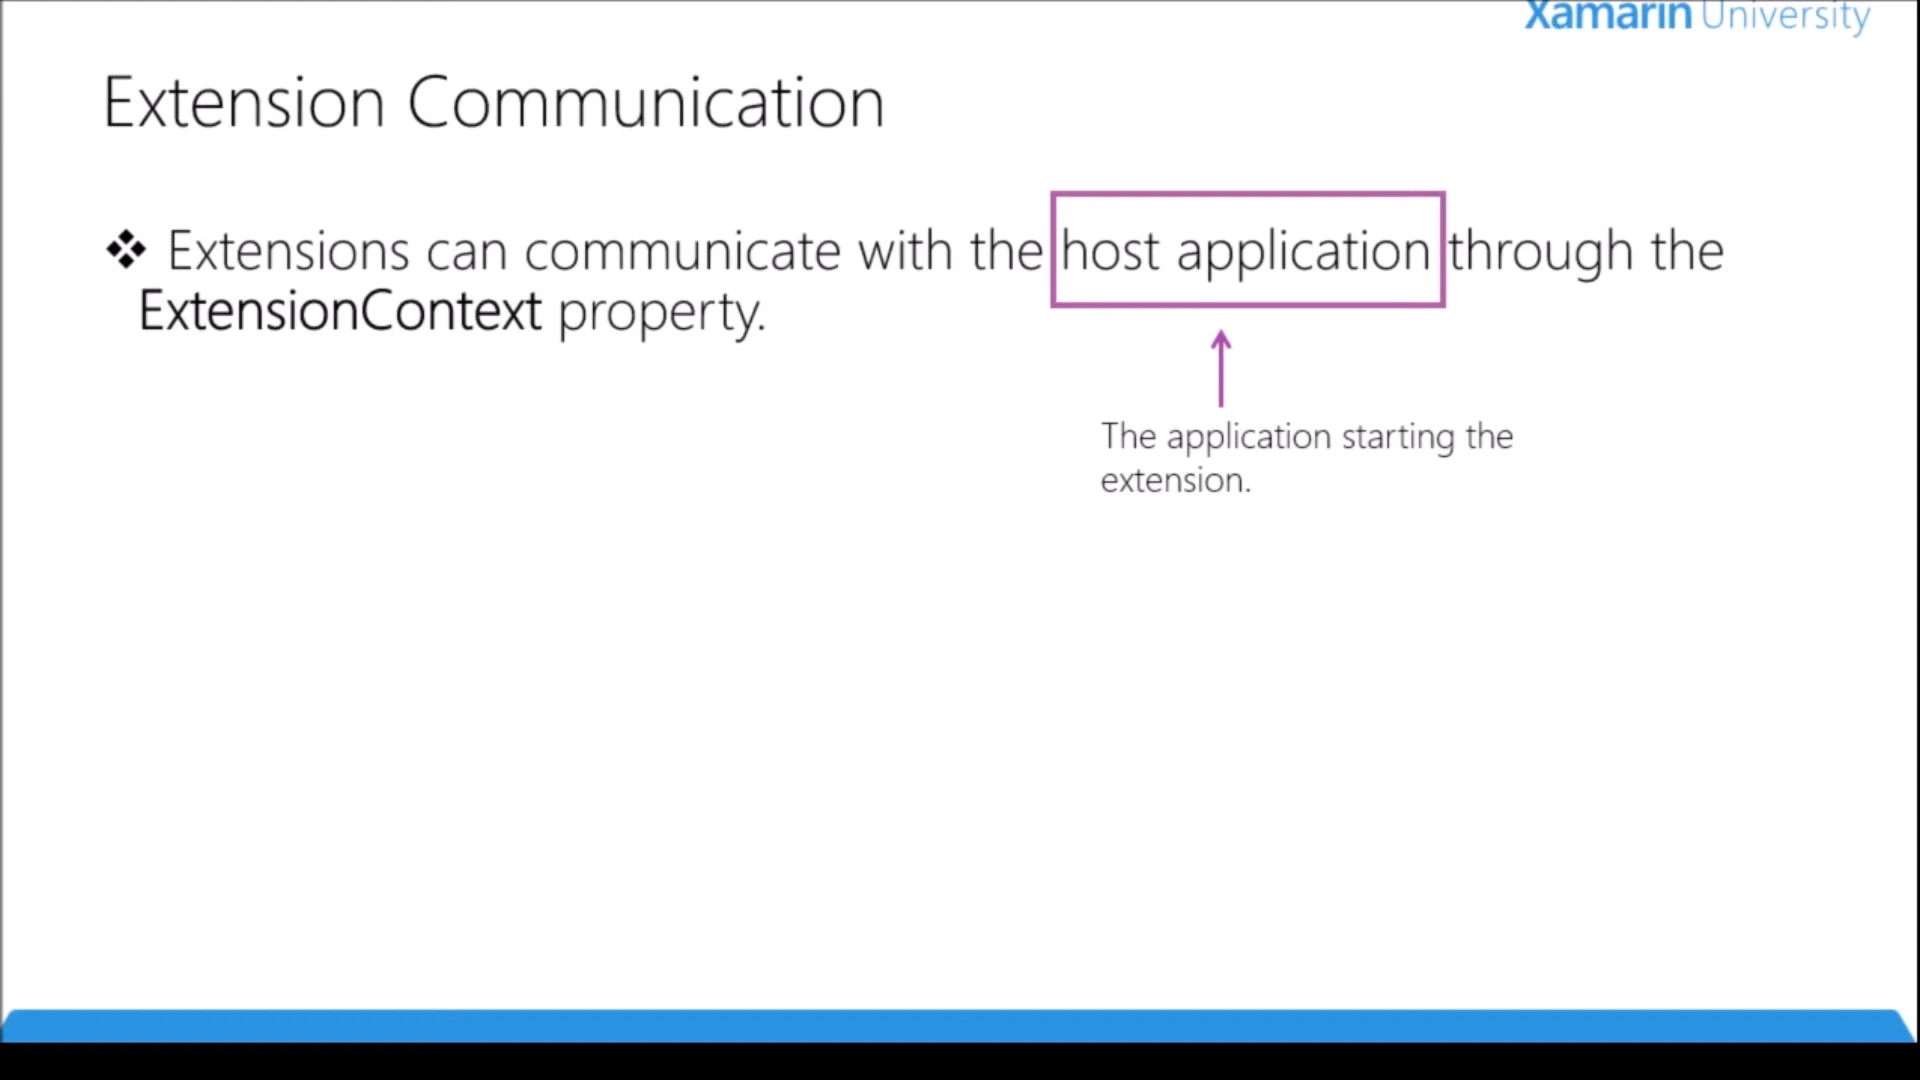 Xamarin University
Extension Communication
❖ Extensions can communicate with the host application through the
ExtensionContext property.
The application starting the
extension.